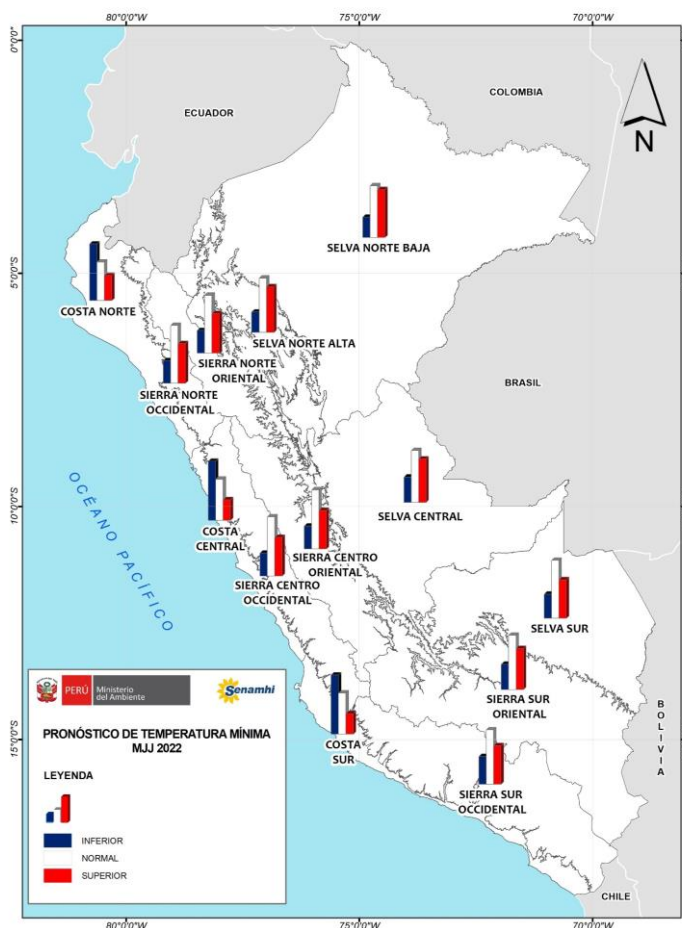 80°0'0"W
75°0'0"W
70°0'0"W
0°0'0"
COLOMBIA
ECUADOR
N
SELVA NORTE BAJA
5°0'0"S
COSTA NORTE
SELVA NORTE ALTA
SIERRA NORTE
ORIENTAL
SIERRA NORTE
OCCIDENTAL
BRASIL
OCÉANO PACÍFICO
10°0'0"S
SELVA CENTRAL
COSTA
CENTRAL
SIERRA CENTRO
ORIENTAL
SIERRA CENTRO
OCCIDENTAL
SELVA SUR
SIERRA SUR
ORIENTAL
BOLIVIA
COSTA
SUR
15°0'0"S
SIERRA SUR
OCCIDENTAL
PERÚ
Ministerio
del Ambiente
Senamhi
PRONÓSTICO DE TEMPERATURA MÍNIMA
MJJ 2022
LEYENDA
INFERIOR
NORMAL
SUPERIOR
CHILE
80°0'0"W
75°0'0"W
70°0'0"W